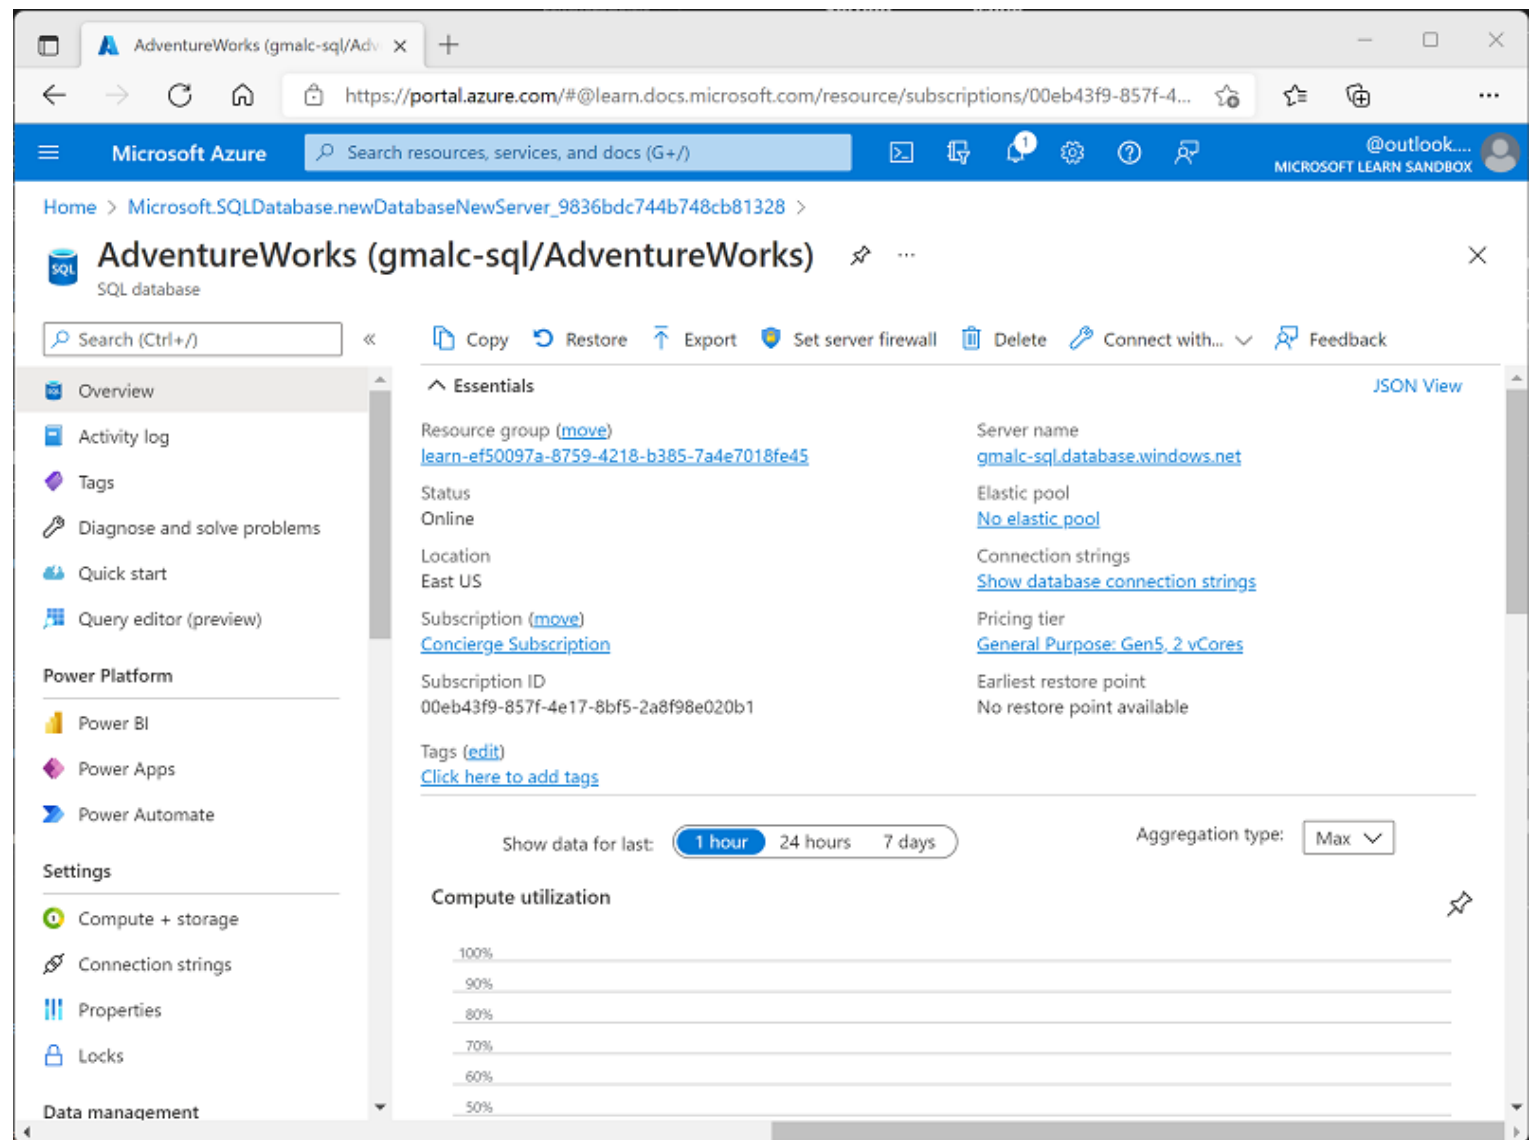 AdventureWorks (gmalc-sql/Adv
https://portal.azure.com/#@learn.docs.microsoft.com/resource/subscriptions/00eb43f9-857f-4...
Microsoft Azure
Search resources, services, and docs (G+/)
1
@outlook....
MICROSOFT LEARN SANDBOX
Home > Microsoft.SQLDatabase.newDatabaseNewServer_9836bdc744b748cb81328 >
SQL
AdventureWorks (gmalc-sql/AdventureWorks)
SQL database
Search (Ctrl+/)
Copy Restore Export Set server firewall Delete Connect with... Feedback
Overview
Activity log
Tags
Diagnose and solve problems
Quick start
Query editor (preview)
Power Platform
Power BI
Power Apps
Power Automate
Settings
Compute + storage
Connection strings
Properties
Locks
Data management
Essentials
JSON View
Resource group (move)
learn-ef50097a-8759-4218-b385-7a4e7018fe45
Status
Online
Location
East US
Subscription (move)
Concierge Subscription
Subscription ID
00eb43f9-857f-4e17-8bf5-2a8f98e020b1
Tags (edit)
Click here to add tags
Server name
gmalc-sql.database.windows.net
Elastic pool
No elastic pool
Connection strings
Show database connection strings
Pricing tier
General Purpose: Gen5, 2 vCores
Earliest restore point
No restore point available
Show data for last: 1 hour 24 hours 7 days
Aggregation type: Max
Compute utilization
100%
90%
80%
70%
60%
50%